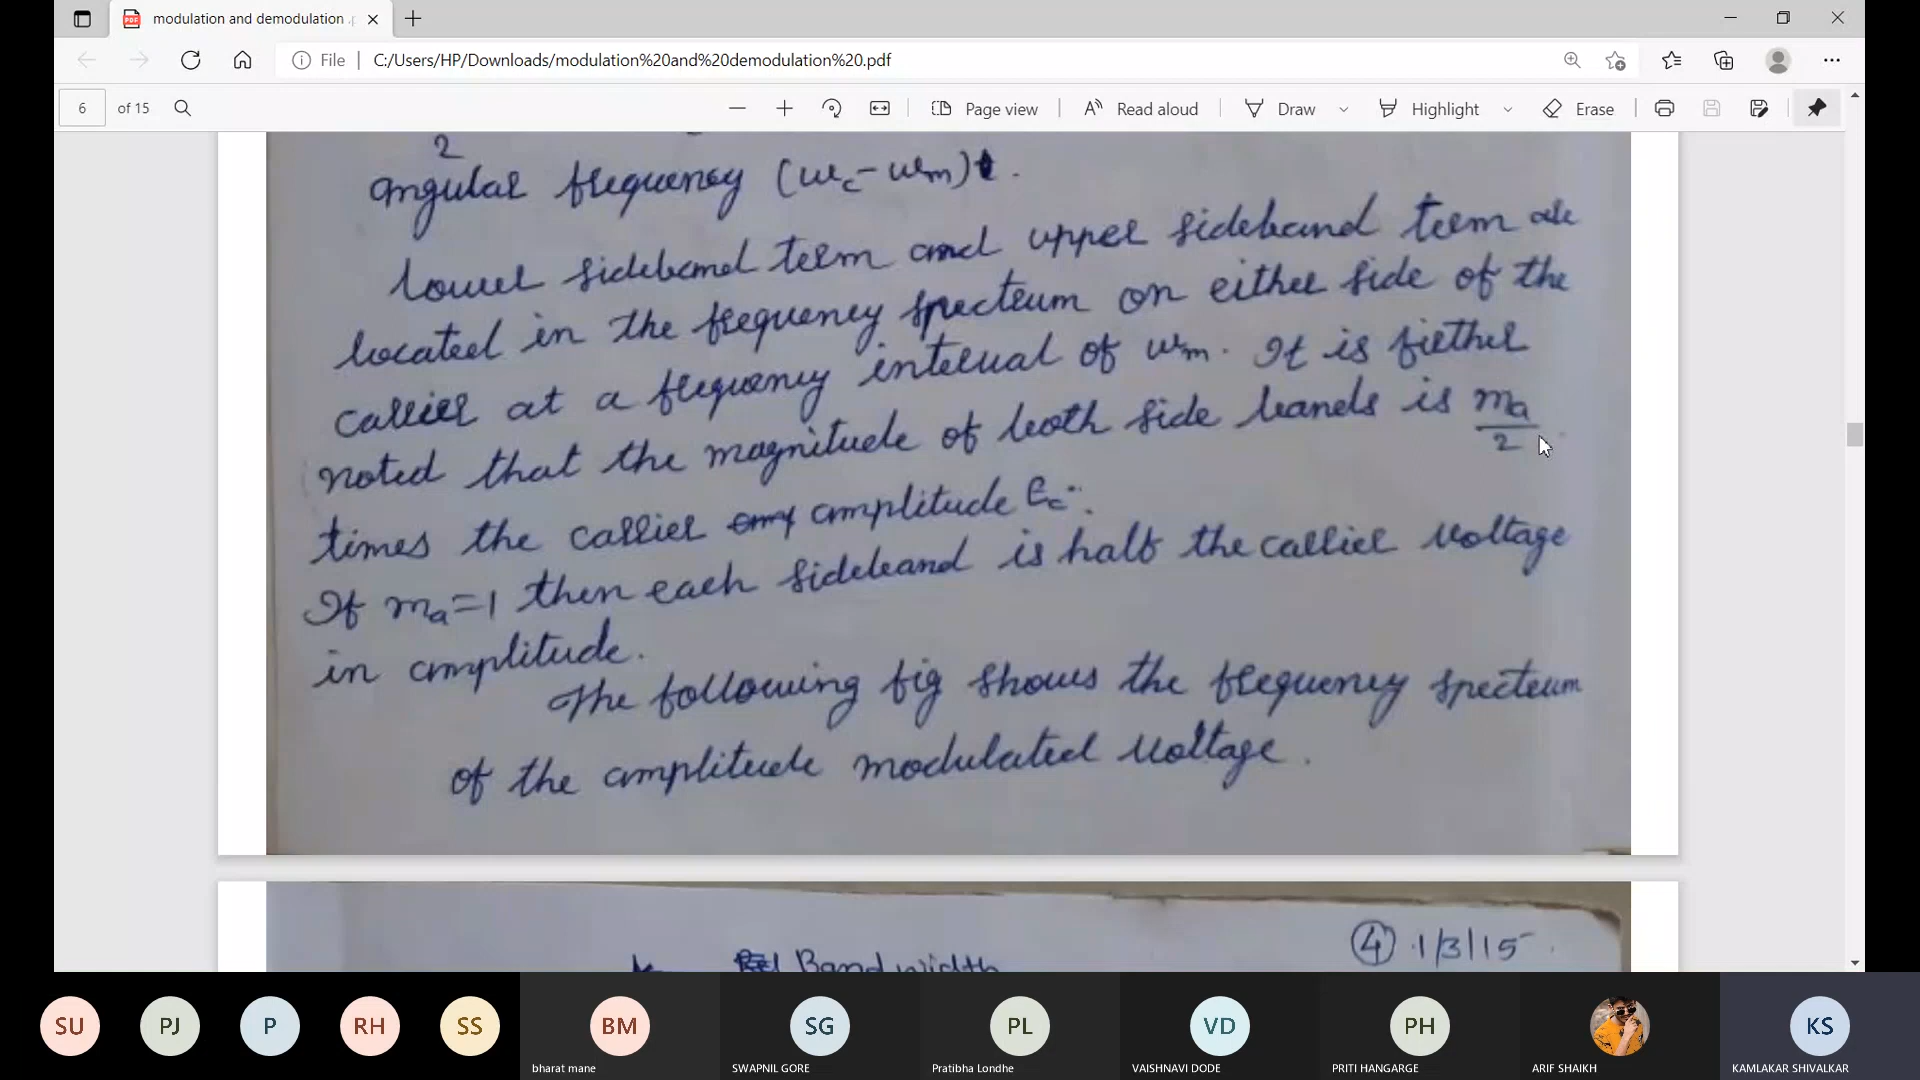 modulation and demodulation .p
File
C:/Users/HP/Downloads/modulation%20and%20demodulation%20.pdf
6 of 15
Page view
Read aloud
Draw
Highlight
Erase
2
angular frequency (ωc-ωm)t.
Lower sideband term and upper sideband term are
located in the frequency spectrum on either side of the
carrier at a frequency interval of ωm. It is further
noted that the magnitude of both side bands is ma/2
times the carrier amplitude Ec.
If ma=1 then each sideband is half the carrier voltage
in amplitude.
The following fig shows the frequency spectrum
of the amplitude modulated voltage.
④ 1/3/15
Bandwidth
SU PJ P RH SS BM SG PL VD PH KS
bharat mane
SWAPNIL GORE
Pratibha Londhe
VAISHNAVI DODE
PRITI HANGARGE
ARIF SHAIKH
KAMLAKAR SHIVALKAR